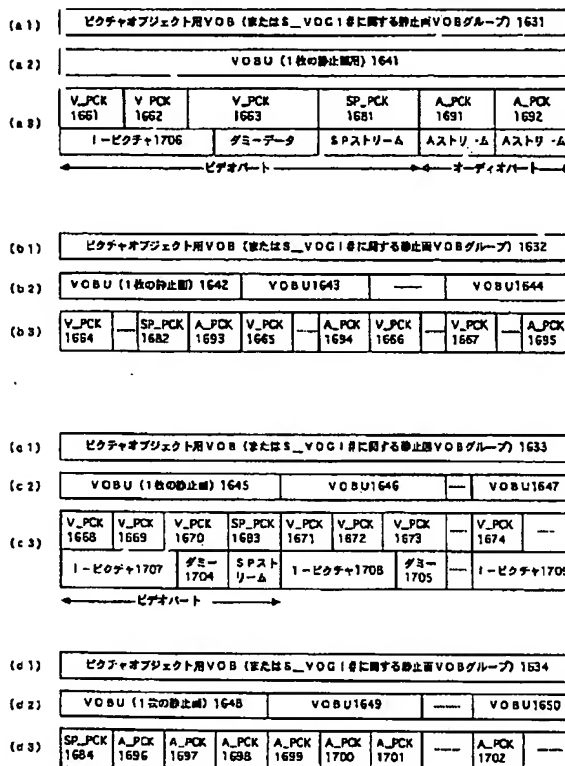 (a1) ピクチャオブジェクト用VOB (またはS__VOGI#に関する静止画VOBグループ) 1631
(a2) VOBU (1枚の静止画用) 1641
(a3) V_PCK 1661 V_PCK 1662 V_PCK 1663 SP_PCK 1681 A_PCK 1691 A_PCK 1692
I-ピクチャ1706 ダミーデータ SPストリーム Aストリーム Aストリーム
ビデオパート オーディオパート
(b1) ピクチャオブジェクト用VOB (またはS__VOGI#に関する静止画VOBグループ) 1632
(b2) VOBU (1枚の静止画) 1642 VOBU1643 VOBU1644
(b3) V_PCK 1664 SP_PCK 1682 A_PCK 1693 V_PCK 1665 A_PCK 1694 V_PCK 1666 V_PCK 1667 A_PCK 1695
(c1) ピクチャオブジェクト用VOB (またはS__VOGI#に関する静止画VOBグループ) 1633
(c2) VOBU (1枚の静止画) 1645 VOBU1646 VOBU1647
(c3) V_PCK 1668 V_PCK 1669 V_PCK 1670 SP_PCK 1683 V_PCK 1671 V_PCK 1672 V_PCK 1673 V_PCK 1674
I-ピクチャ1707 ダミー 1704 SPストリーム I-ピクチャ1708 ダミー 1705 I-ピクチャ1709
ビデオパート
(d1) ピクチャオブジェクト用VOB (またはS__VOGI#に関する静止画VOBグループ) 1634
(d2) VOBU (1枚の静止画) 1648 VOBU1649 VOBU1650
(d3) SP_PCK 1684 A_PCK 1696 A_PCK 1697 A_PCK 1698 A_PCK 1699 A_PCK 1700 A_PCK 1701 A_PCK 1702